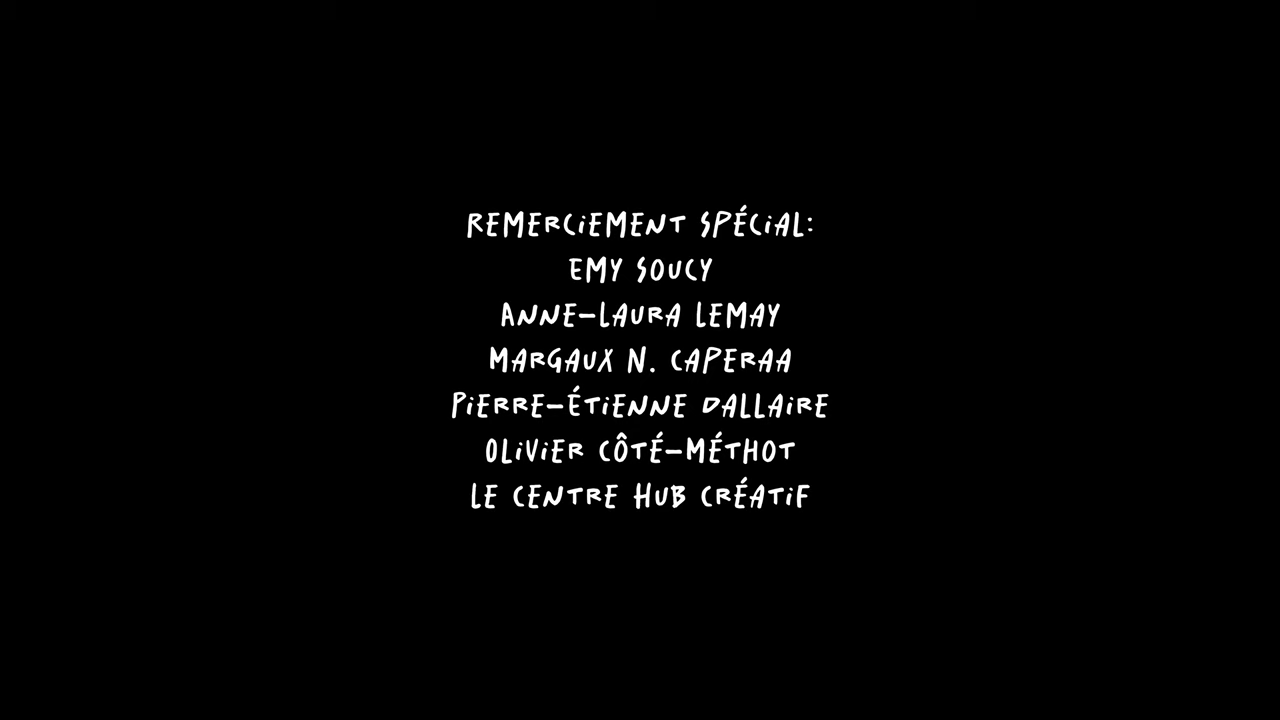 REMERCIEMENT SPÉCIAL:
EMY SOUCY
ANNE-LAURA LEMAY
MARGAUX N. CAPERAA
PIERRE-ÉTIENNE DALLAIRE
OLIVIER CÔTÉ-MÉTHOT
LE CENTRE HUB CRÉATIF